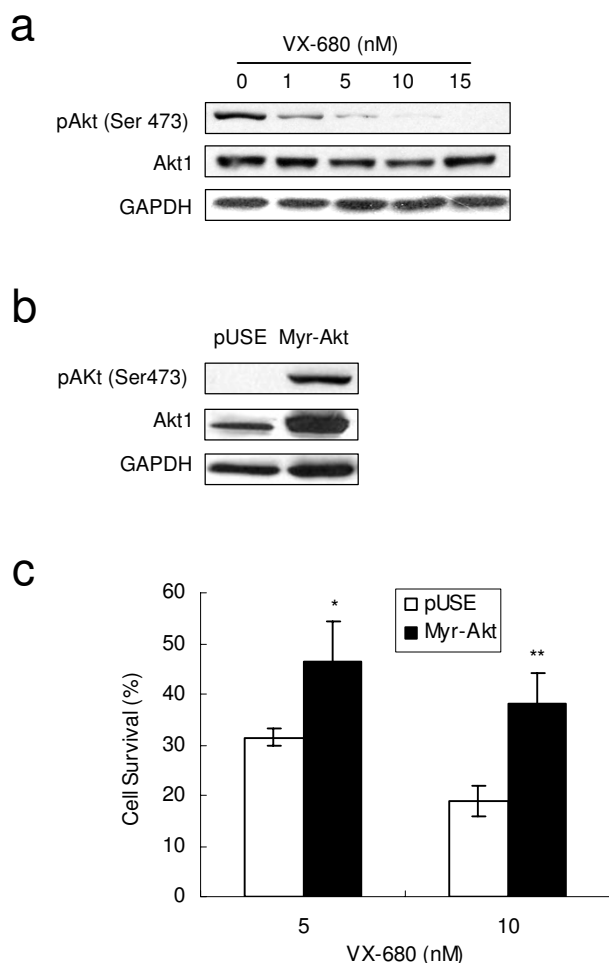 a
VX-680 (nM)
0 1 5 10 15
pAkt (Ser 473)
Akt1
GAPDH
b
pUSE Myr-Akt
pAKt (Ser473)
Akt1
GAPDH
c
60
50
40
30
20
10
0
Cell Survival (%)
pUSE
Myr-Akt
*
**
5 10
VX-680 (nM)